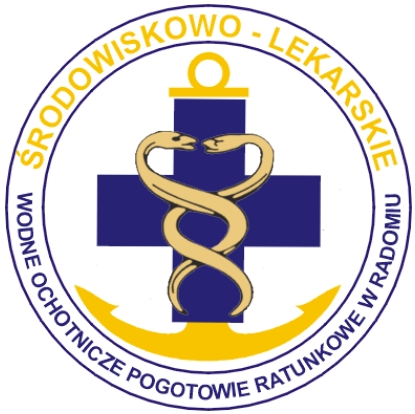 ŚRODOWISKOWO - LEKARSKIE
WODNE OCHOTNICZE POGOTOWIE RATUNKOWE W RADOMIU